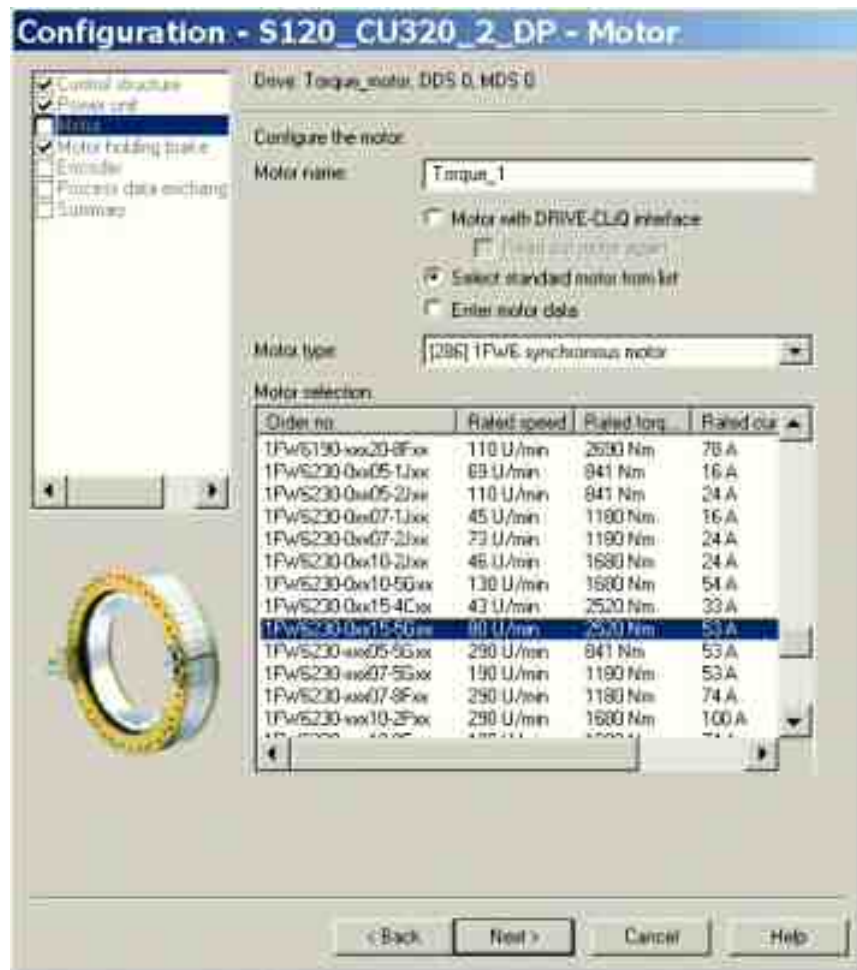 Configuration - S120_CU320_2_DP - Motor
Control structure
Power unit
Motor
Motor holding brake
Encoder
Process data exchang
Summary
Drive: Torque_motor, DDS 0, MDS 0
Configure the motor:
Motor name:
Torque_1
Motor with DRIVE-CLiQ interface
Read out motor again
Select standard motor from list
Enter motor data
Motor type:
[286] 1FW6 synchronous motor
Motor selection:
Order no. Rated speed Rated torq... Rated cur
1FW6190-xxx20-8Fxx 110 U/min 2690 Nm 78 A
1FW6230-0xx05-1Jxx 69 U/min 841 Nm 16 A
1FW6230-0xx05-2Jxx 110 U/min 841 Nm 24 A
1FW6230-0xx07-1Jxx 45 U/min 1180 Nm 16 A
1FW6230-0xx07-2Jxx 73 U/min 1180 Nm 24 A
1FW6230-0xx10-2Jxx 46 U/min 1680 Nm 24 A
1FW6230-0xx10-5Gxx 130 U/min 1680 Nm 54 A
1FW6230-0xx15-4Cxx 43 U/min 2520 Nm 33 A
1FW6230-0xx15-5Gxx 80 U/min 2520 Nm 53 A
1FW6230-xxx05-5Gxx 290 U/min 841 Nm 53 A
1FW6230-xxx07-5Gxx 190 U/min 1180 Nm 53 A
1FW6230-xxx07-8Fxx 290 U/min 1180 Nm 74 A
1FW6230-xxx10-2Pxx 290 U/min 1680 Nm 100 A
< Back Next > Cancel Help